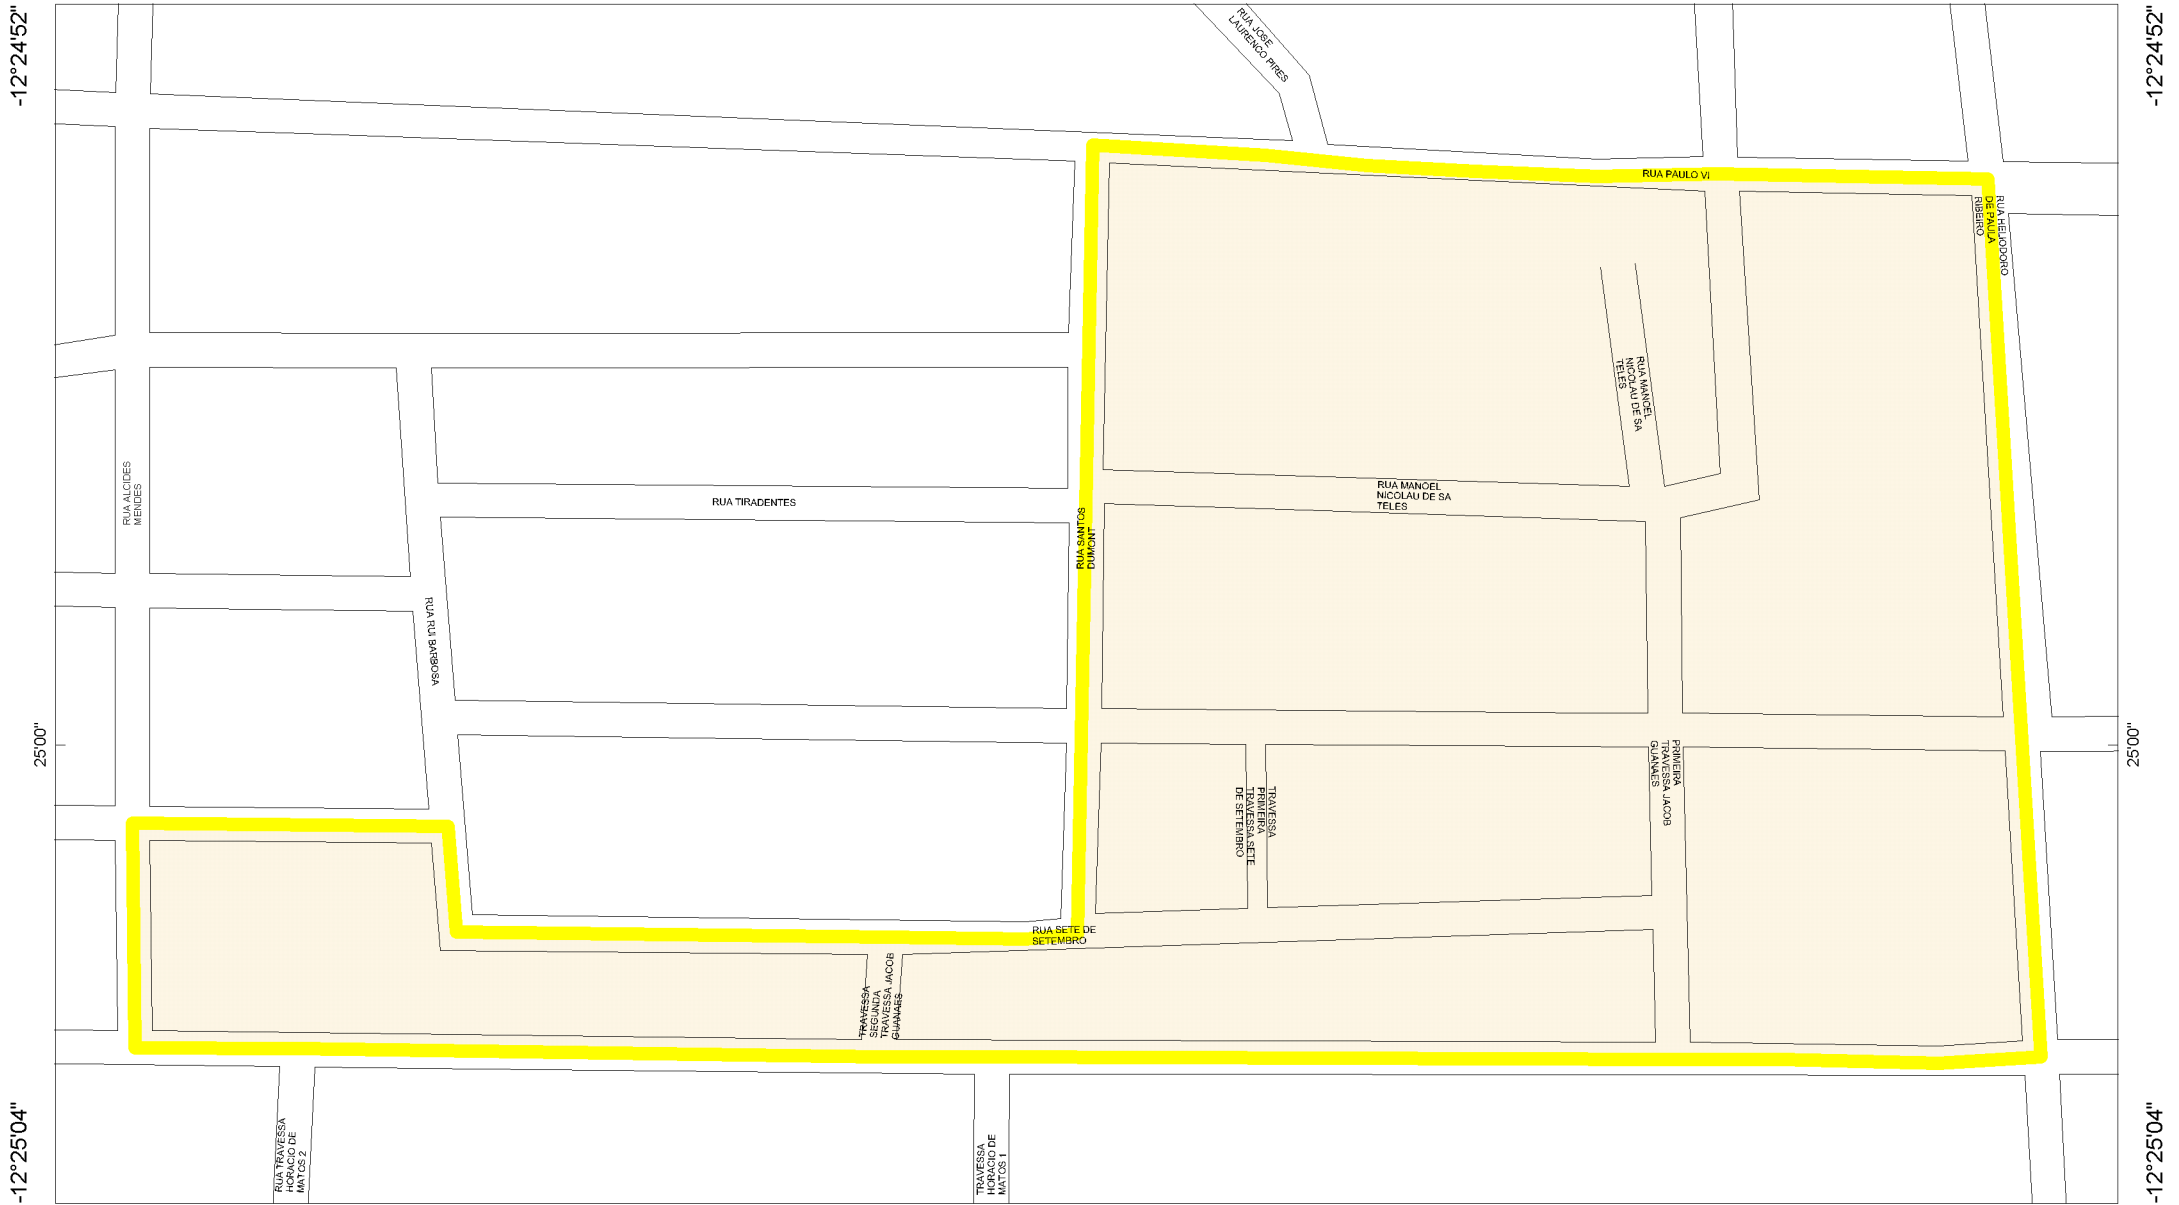 -12°24'52"
-12°24'52"
RUA JOSE
LAURENCO PIRES
RUA PAULO VI
RUA HELIODORO
DE PAULA
RIBEIRO
RUA MANOEL
NICOLAU DE SA
TELES
RUA ALCIDES
MENDES
RUA TIRADENTES
RUA MANOEL
NICOLAU DE SA
TELES
RUA SANTOS
DUMONT
RUA RUI BARBOSA
25'00"
25'00"
PRIMEIRA
TRAVESSA JACOB
GUANAES
TRAVESSA
PRIMEIRA
TRAVESSA SETE
DE SETEMBRO
RUA SETE DE
SETEMBRO
TRAVESSA
SEGUNDA
TRAVESSA JACOB
GUANAES
RUA TRAVESSA
HORACIO DE
MATOS 2
TRAVESSA
HORACIO DE
MATOS 1
-12°25'04"
-12°25'04"